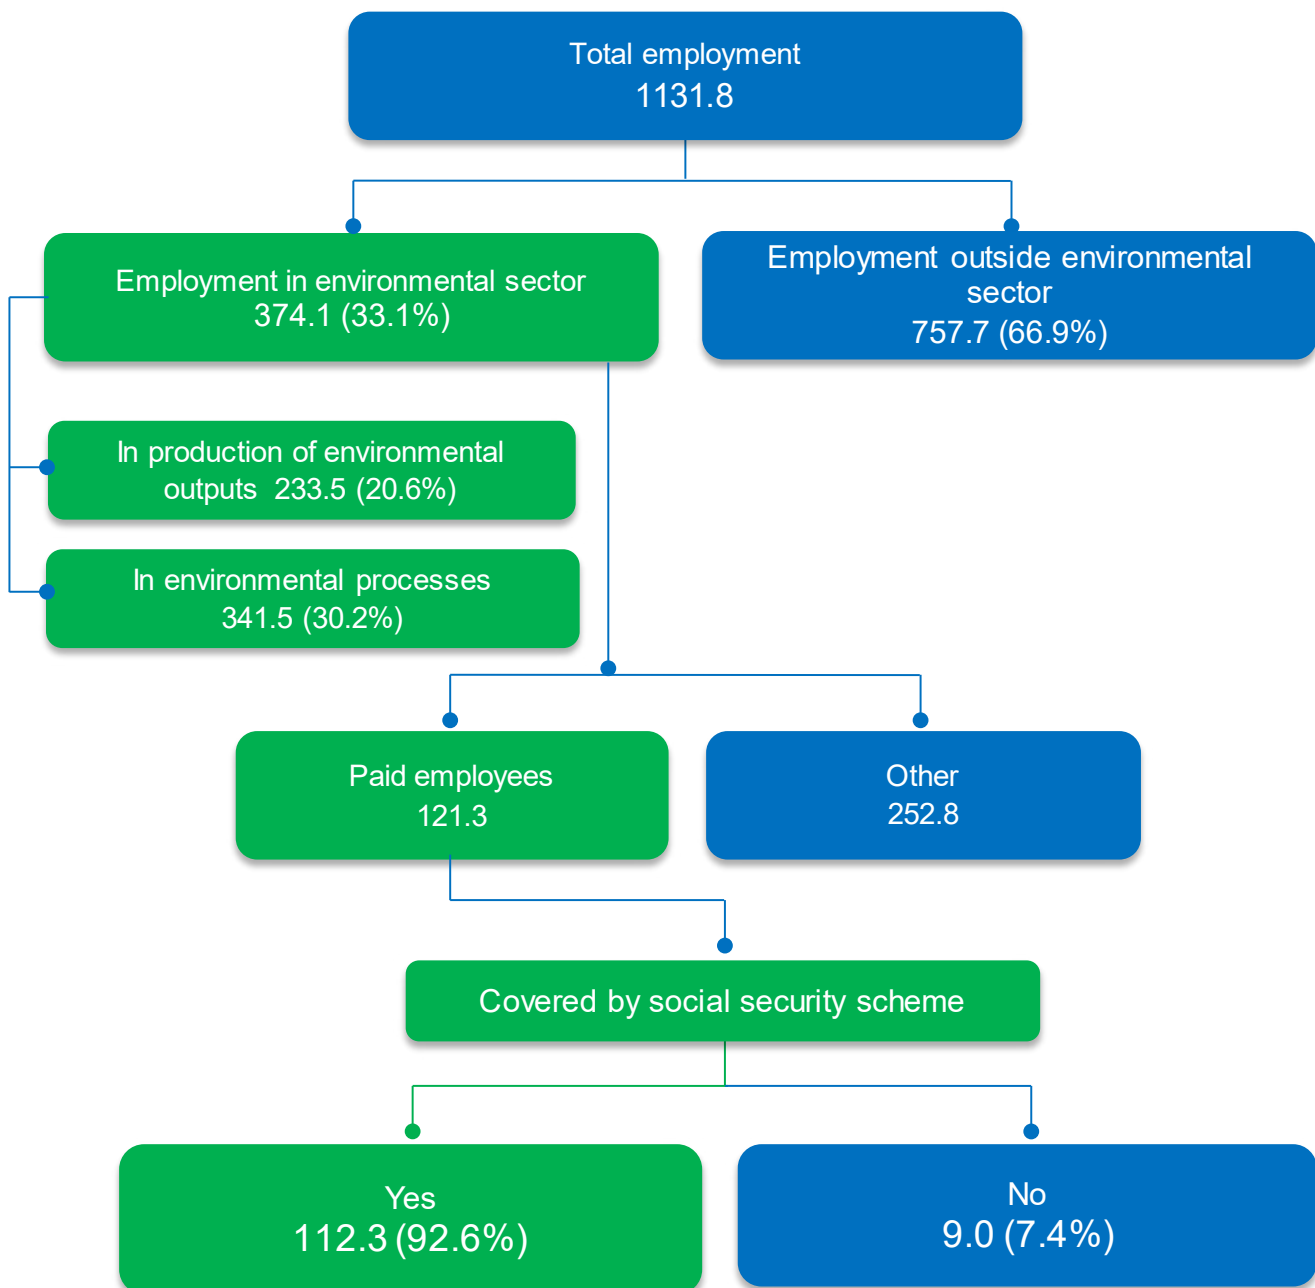 Total employment
1131.8
Employment in environmental sector
374.1 (33.1%)
Employment outside environmental
sector
757.7 (66.9%)
In production of environmental
outputs 233.5 (20.6%)
In environmental processes
341.5 (30.2%)
Paid employees
121.3
Other
252.8
Covered by social security scheme
Yes
112.3 (92.6%)
No
9.0 (7.4%)